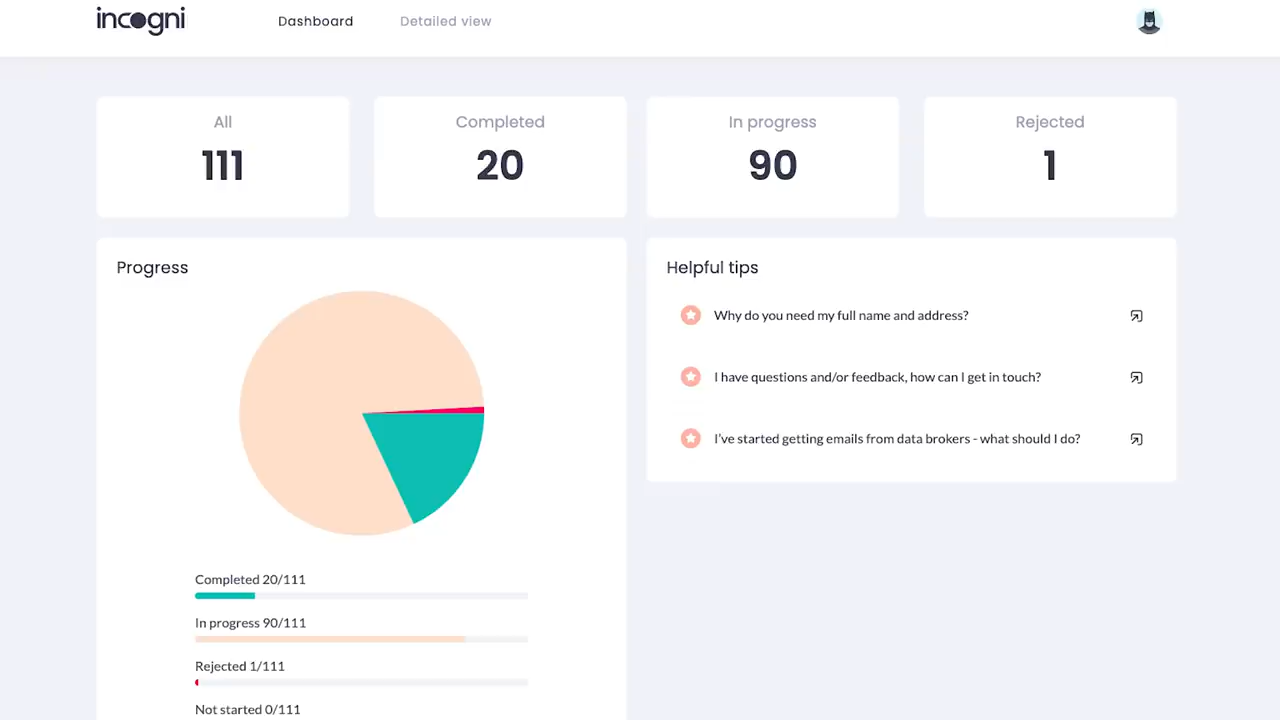 incogni
Dashboard
Detailed view
All
111
Completed
20
In progress
90
Rejected
1
Progress
Completed 20/111
In progress 90/111
Rejected 1/111
Not started 0/111
Helpful tips
Why do you need my full name and address?
I have questions and/or feedback, how can I get in touch?
I've started getting emails from data brokers - what should I do?